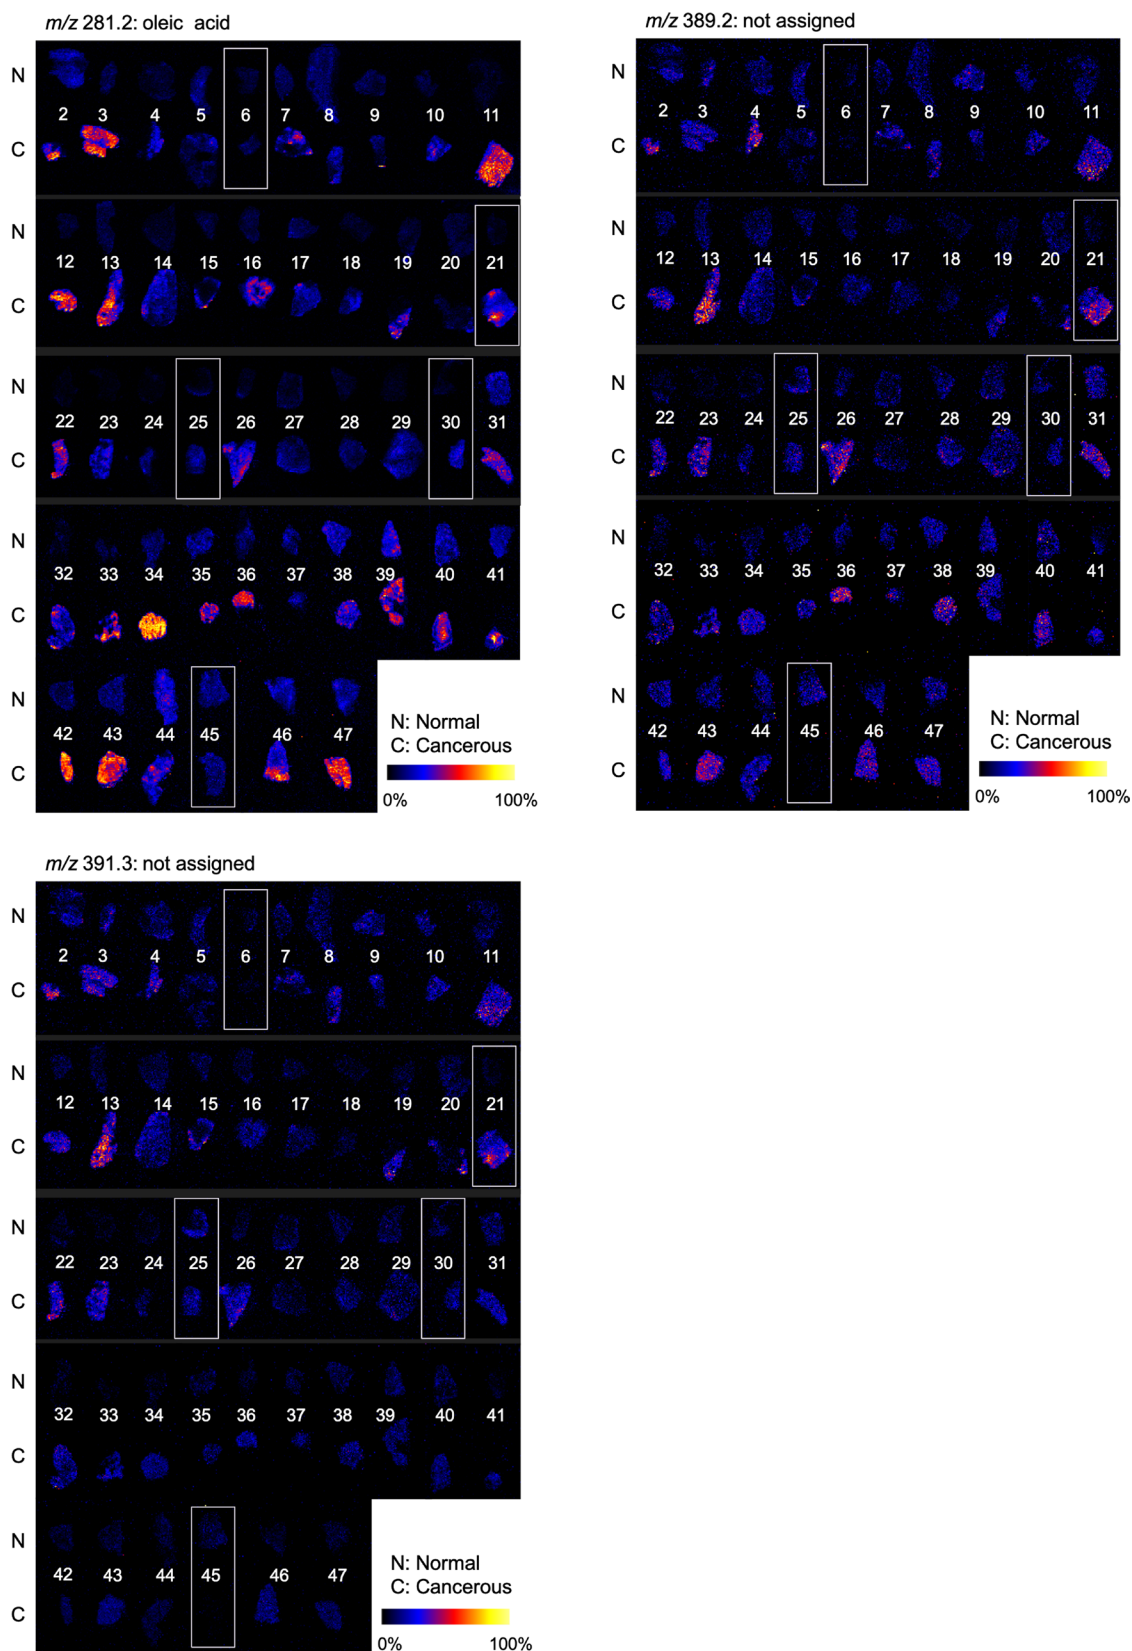 m/z 281.2: oleic acid
N
2 3 4 5 6 7 8 9 10 11
C
N
12 13 14 15 16 17 18 19 20 21
C
N
22 23 24 25 26 27 28 29 30 31
C
N
32 33 34 35 36 37 38 39 40 41
C
N
42 43 44 45 46 47
C
N: Normal
C: Cancerous
0% 100%
m/z 389.2: not assigned
N
2 3 4 5 6 7 8 9 10 11
C
N
12 13 14 15 16 17 18 19 20 21
C
N
22 23 24 25 26 27 28 29 30 31
C
N
32 33 34 35 36 37 38 39 40 41
C
N
42 43 44 45 46 47
C
N: Normal
C: Cancerous
0% 100%
m/z 391.3: not assigned
N
2 3 4 5 6 7 8 9 10 11
C
N
12 13 14 15 16 17 18 19 20 21
C
N
22 23 24 25 26 27 28 29 30 31
C
N
32 33 34 35 36 37 38 39 40 41
C
N
42 43 44 45 46 47
C
N: Normal
C: Cancerous
0% 100%